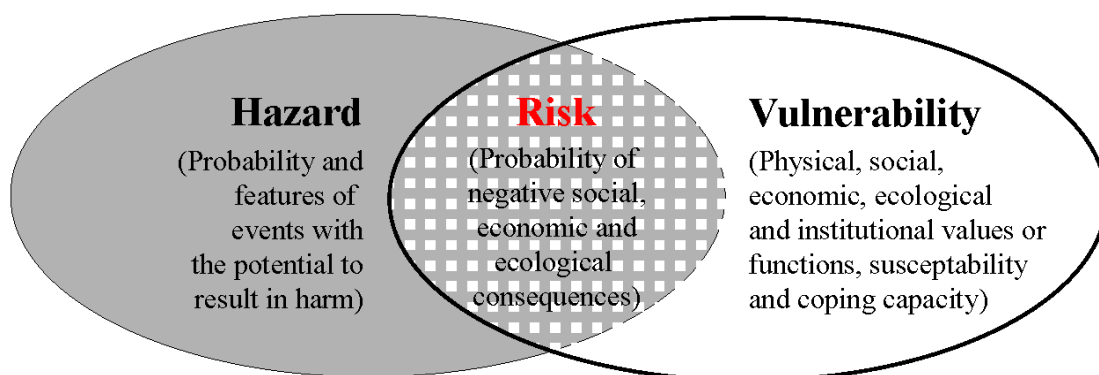 Hazard
(Probability and
features of
events with
the potential to
result in harm)
Risk
(Probability of
negative social,
economic and
ecological
consequences)
Vulnerability
(Physical, social,
economic, ecological
and institutional values or
functions, susceptability
and coping capacity)